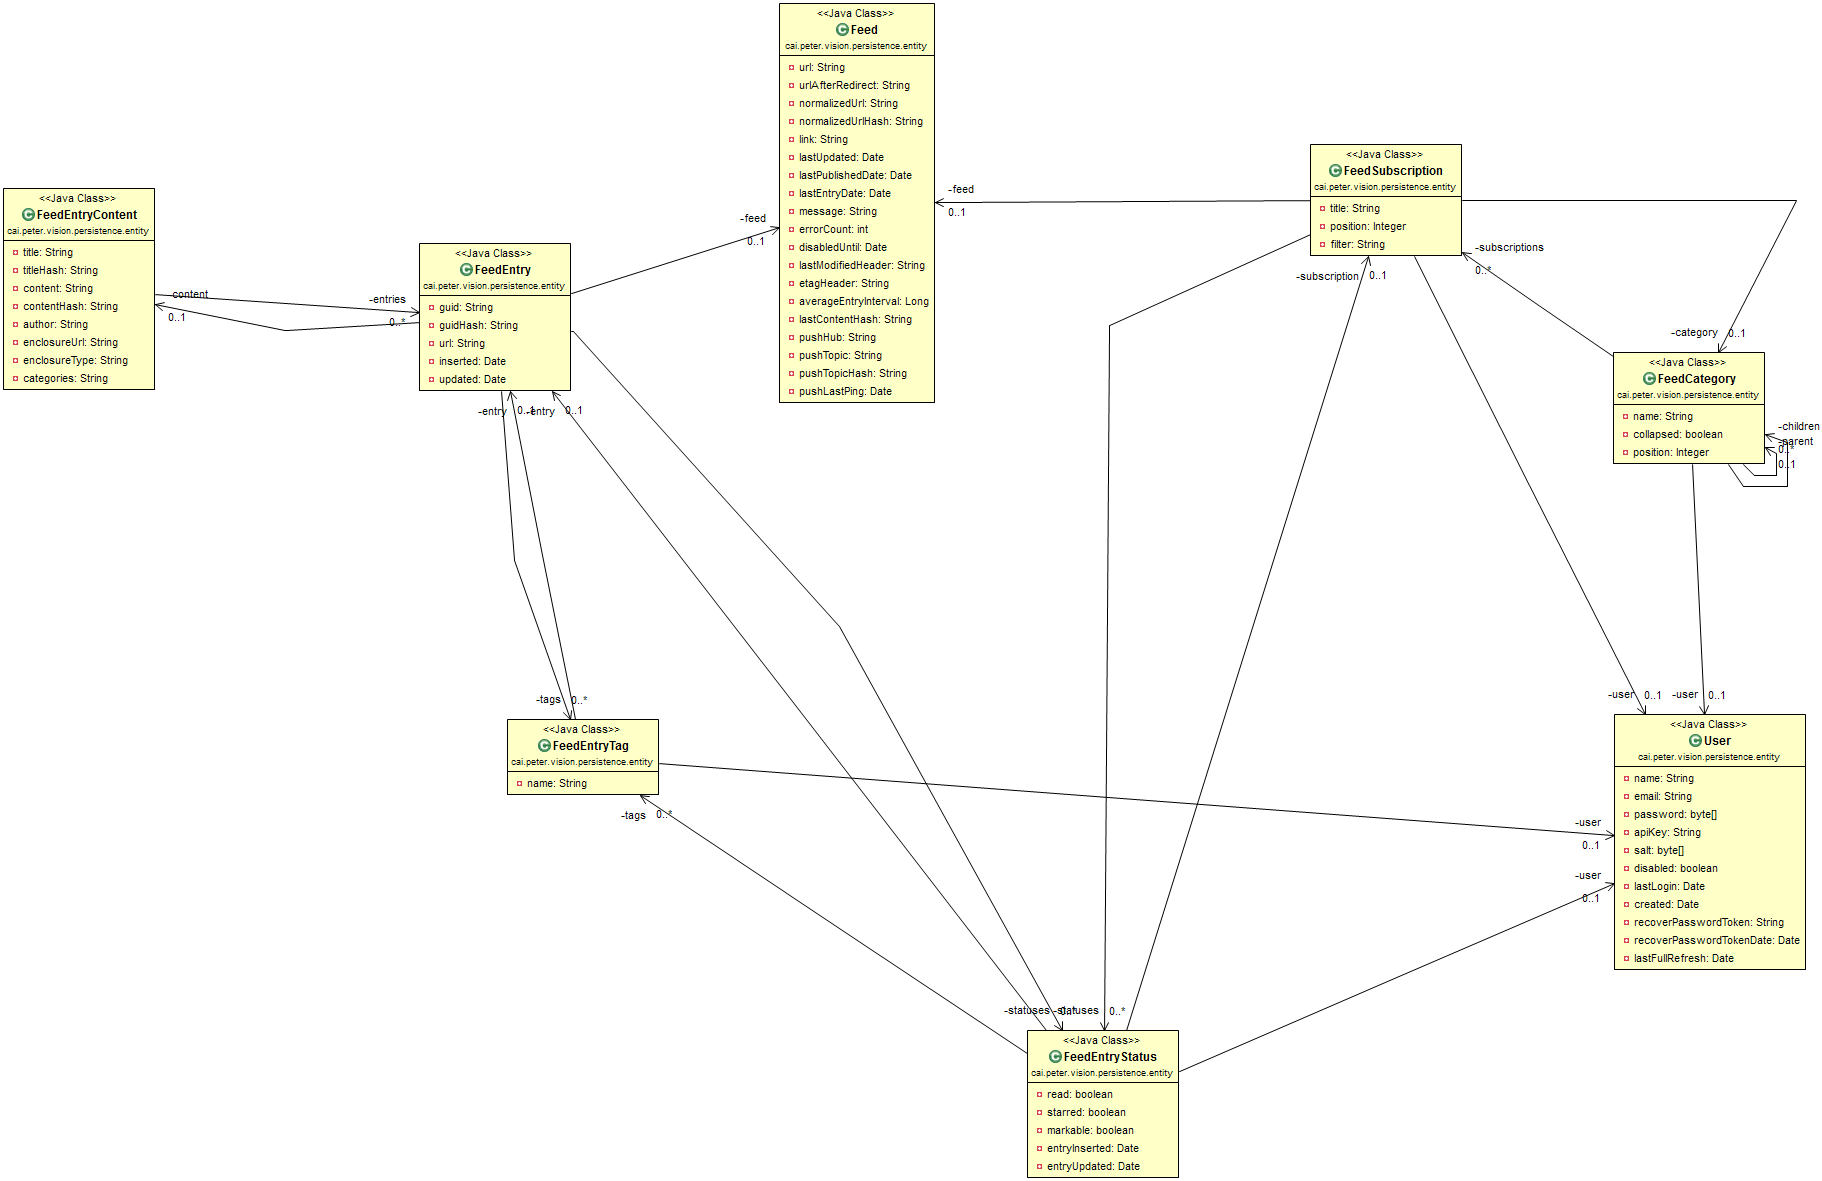 <<Java Class>>
Feed
cai.peter.vision.persistence.entity
url: String
urlAfterRedirect: String
normalizedUrl: String
normalizedUrlHash: String
link: String
lastUpdated: Date
lastPublishedDate: Date
lastEntryDate: Date
message: String
errorCount: int
disabledUntil: Date
lastModifiedHeader: String
etagHeader: String
averageEntryInterval: Long
lastContentHash: String
pushHub: String
pushTopic: String
pushTopicHash: String
pushLastPing: Date
<<Java Class>>
FeedSubscription
cai.peter.vision.persistence.entity
title: String
position: Integer
filter: String
<<Java Class>>
FeedEntryContent
cai.peter.vision.persistence.entity
title: String
titleHash: String
content: String
contentHash: String
author: String
enclosureUrl: String
enclosureType: String
categories: String
<<Java Class>>
FeedEntry
cai.peter.vision.persistence.entity
guid: String
guidHash: String
url: String
inserted: Date
updated: Date
-feed
0..1
-feed
0..1
-content
0..1
-entries
0..*
-subscriptions
0..*
-subscription
0..1
-category
0..1
<<Java Class>>
FeedCategory
cai.peter.vision.persistence.entity
name: String
collapsed: boolean
position: Integer
-children
0..*
-parent
0..1
-entry
0..1
-entry
0..1
-tags
0..*
<<Java Class>>
FeedEntryTag
cai.peter.vision.persistence.entity
name: String
-tags
0..*
-user
0..1
-user
0..1
<<Java Class>>
User
cai.peter.vision.persistence.entity
name: String
email: String
password: byte[]
apiKey: String
salt: byte[]
disabled: boolean
lastLogin: Date
created: Date
recoverPasswordToken: String
recoverPasswordTokenDate: Date
lastFullRefresh: Date
-user
0..1
-user
0..1
-statuses
0..*
-statuses
0..*
<<Java Class>>
FeedEntryStatus
cai.peter.vision.persistence.entity
read: boolean
starred: boolean
markable: boolean
entryInserted: Date
entryUpdated: Date